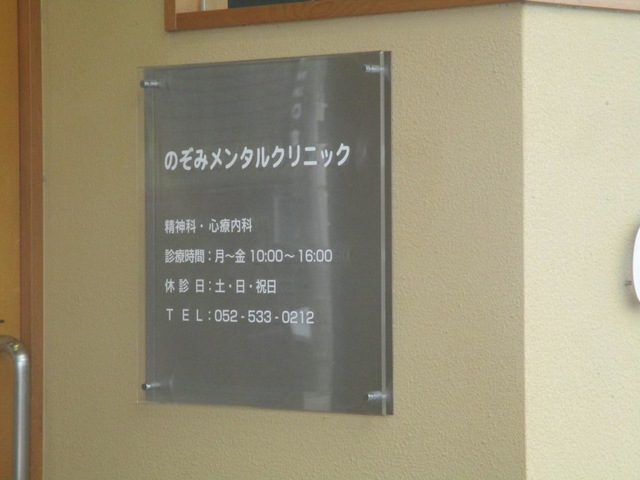 のぞみメンタルクリニック
精神科・心療内科
診療時間：月～金 10:00～16:00
休 診 日：土・日・祝日
T E L：052-533-0212